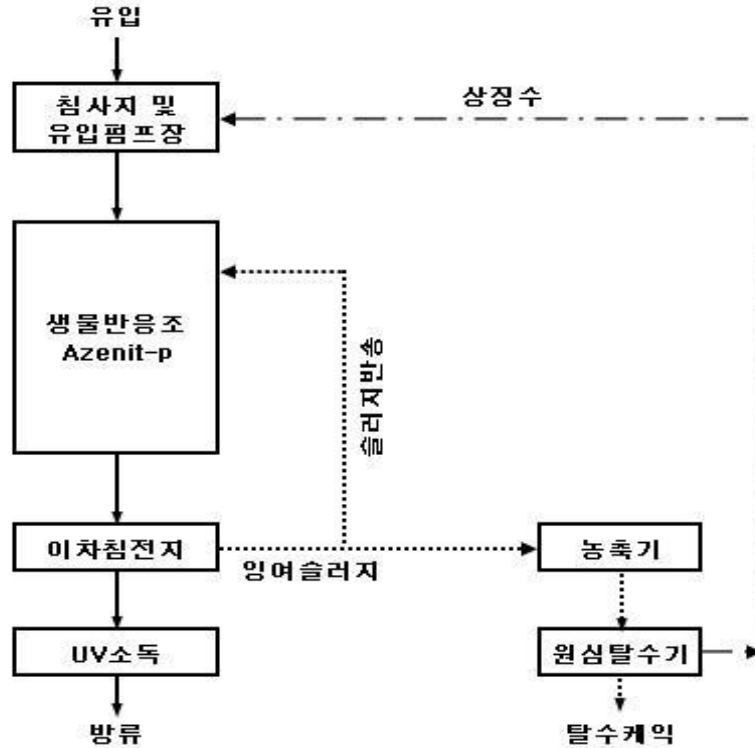 유입
침사지 및
유입펌프장
상징수
생물반응조
Azenit-p
슬러지반송
이차침전지
잉여슬러지
농축기
UV소독
원심탈수기
방류
탈수케익